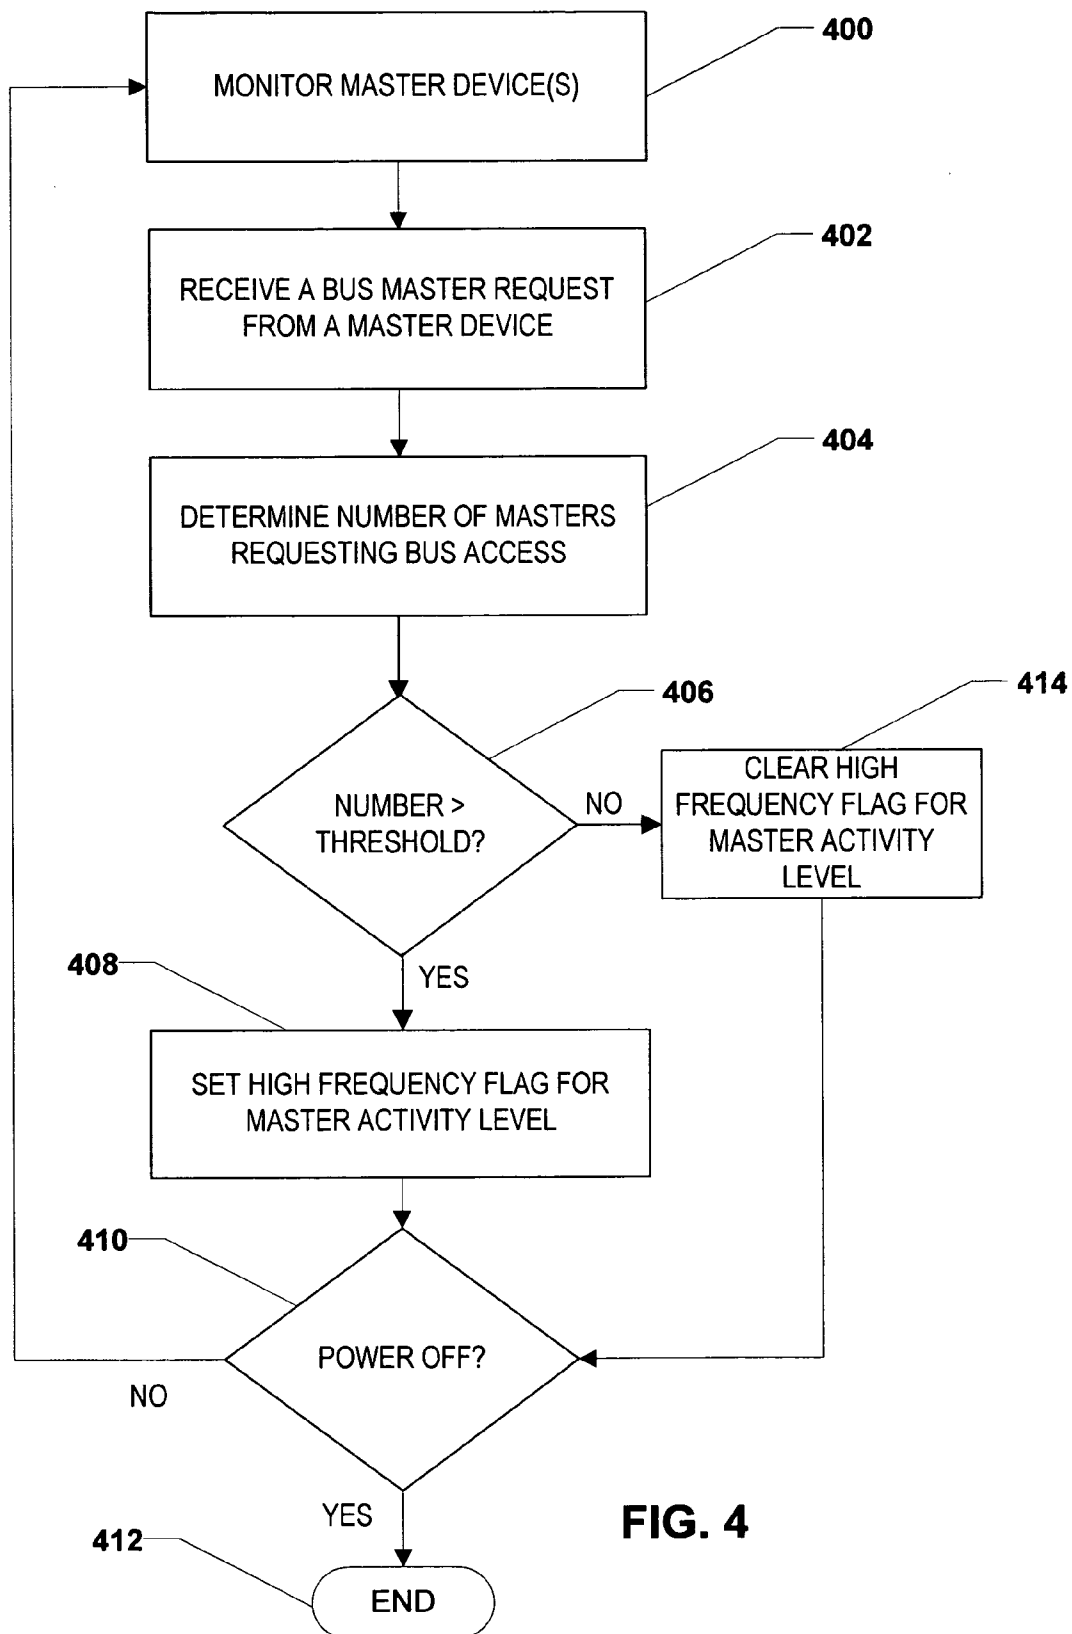 400
MONITOR MASTER DEVICE(S)
402
RECEIVE A BUS MASTER REQUEST
FROM A MASTER DEVICE
404
DETERMINE NUMBER OF MASTERS
REQUESTING BUS ACCESS
406
414
NUMBER >
THRESHOLD?
NO
CLEAR HIGH
FREQUENCY FLAG FOR
MASTER ACTIVITY
LEVEL
YES
408
SET HIGH FREQUENCY FLAG FOR
MASTER ACTIVITY LEVEL
410
POWER OFF?
NO
YES
412
END
FIG. 4